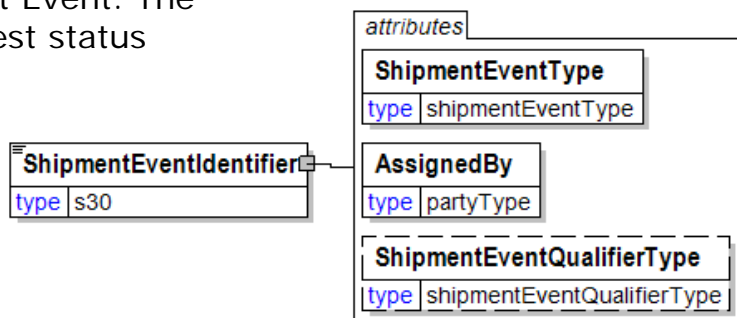 t Event. The
est status
attributes
ShipmentEventType
type shipmentEventType
ShipmentEventIdentifier
type s30
AssignedBy
type partyType
ShipmentEventQualifierType
type shipmentEventQualifierType